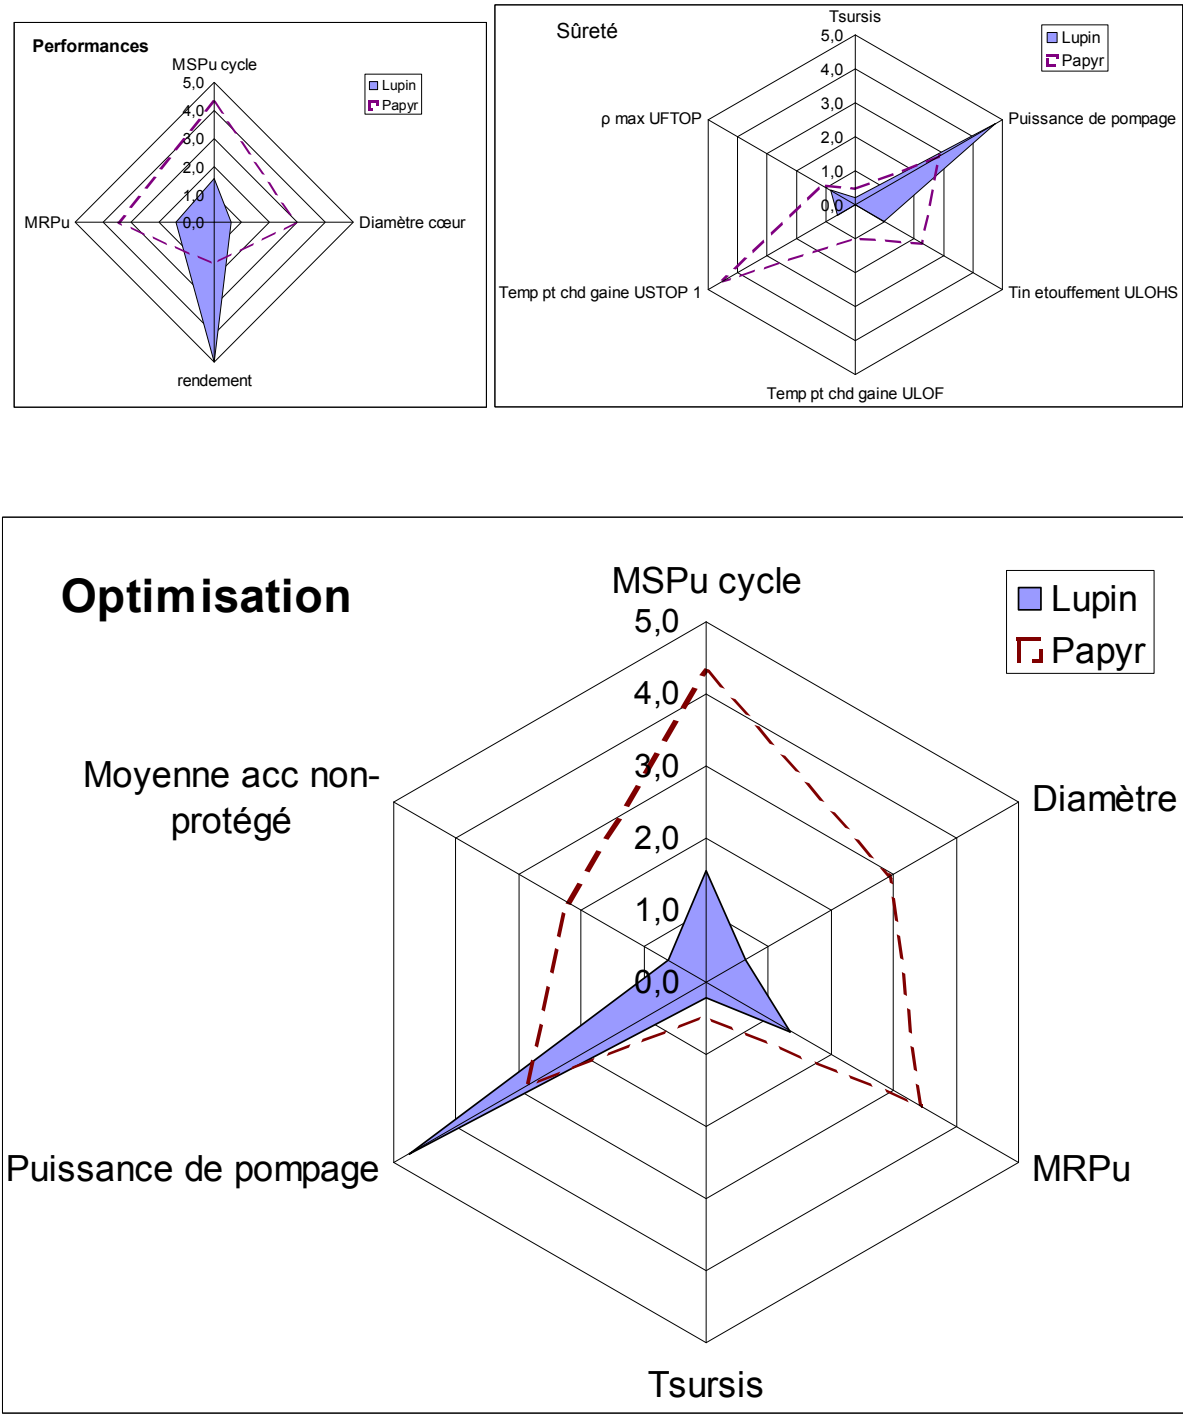 Performances
MSPu cycle
5,0
4,0
3,0
2,0
1,0
0,0
Lupin
Papyr
MRPu
Diamètre cœur
rendement
Sûreté
Tsursis
5,0
4,0
3,0
2,0
1,0
0,0
Lupin
Papyr
ρ max UFTOP
Puissance de pompage
Temp pt chd gaine USTOP 1
Tin etouffement ULOHS
Temp pt chd gaine ULOF
Optimisation
MSPu cycle
5,0
4,0
3,0
2,0
1,0
0,0
Lupin
Papyr
Moyenne acc non-
protégé
Diamètre
Puissance de pompage
MRPu
Tsursis